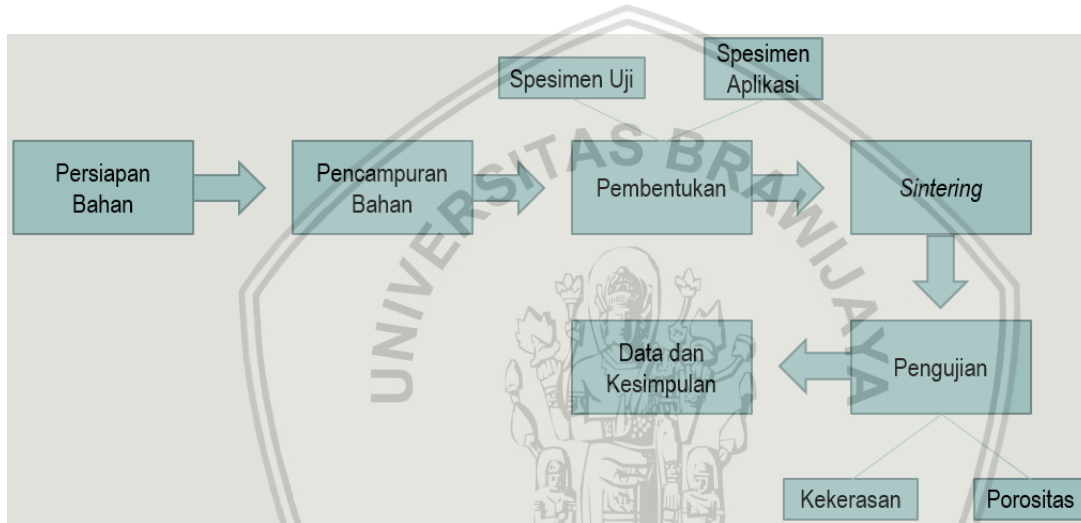 Spesimen Uji
Spesimen
Aplikasi
Persiapan
Bahan
Pencampuran
Bahan
Pembentukan
Sintering
Data dan
Kesimpulan
Pengujian
Kekerasan
Porositas
UNIVERSITAS BRAWIJAYA